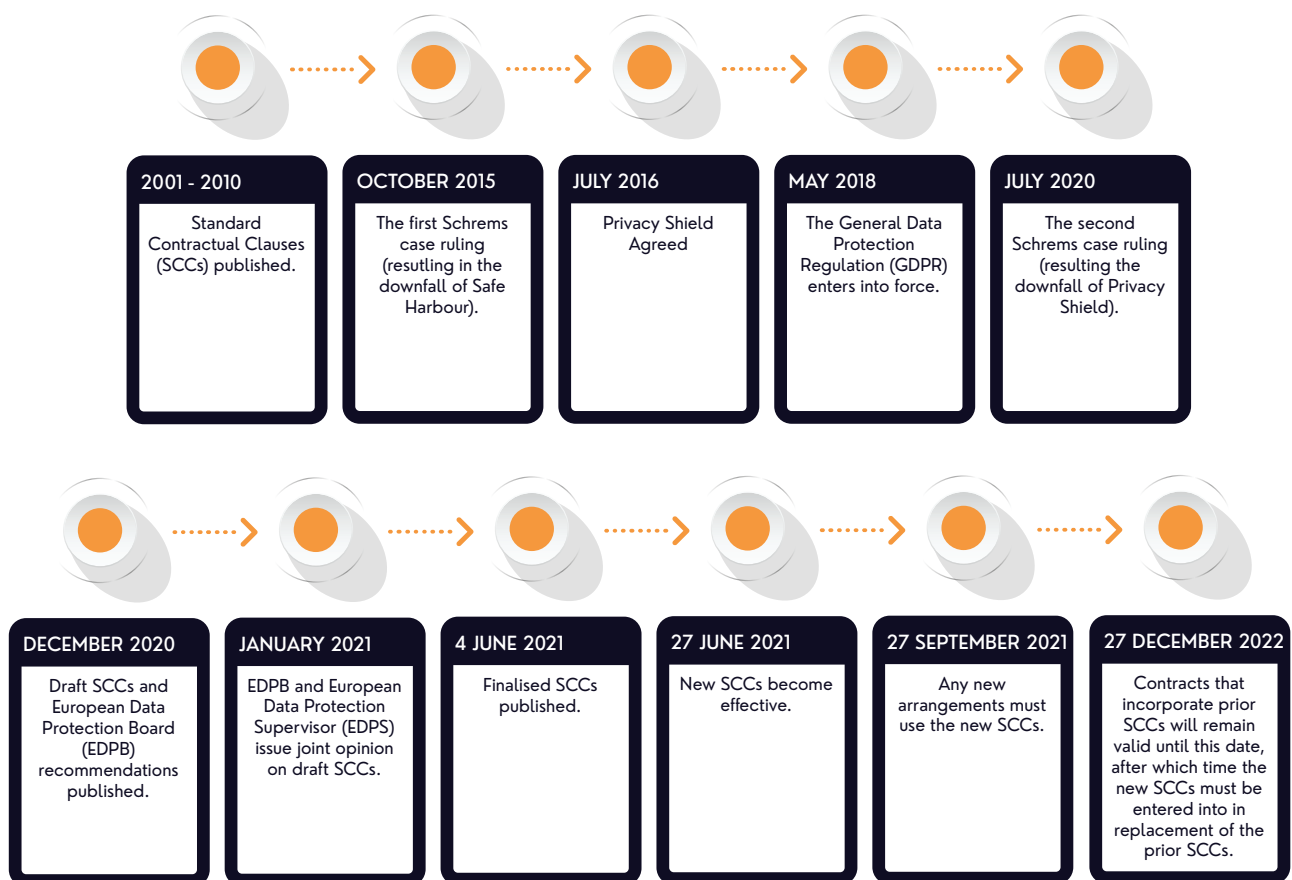 2001 - 2010
Standard
Contractual Clauses
(SCCs) published.
OCTOBER 2015
The first Schrems
case ruling
(resutling in the
downfall of Safe
Harbour).
JULY 2016
Privacy Shield
Agreed
MAY 2018
The General Data
Protection
Regulation (GDPR)
enters into force.
JULY 2020
The second
Schrems case ruling
(resulting the
downfall of Privacy
Shield).
DECEMBER 2020
Draft SCCs and
European Data
Protection Board
(EDPB)
recommendations
published.
JANUARY 2021
EDPB and European
Data Protection
Supervisor (EDPS)
issue joint opinion
on draft SCCs.
4 JUNE 2021
Finalised SCCs
published.
27 JUNE 2021
New SCCs become
effective.
27 SEPTEMBER 2021
Any new
arrangements must
use the new SCCs.
27 DECEMBER 2022
Contracts that
incorporate prior
SCCs will remain
valid until this date,
after which time the
new SCCs must be
entered into in
replacement of the
prior SCCs.